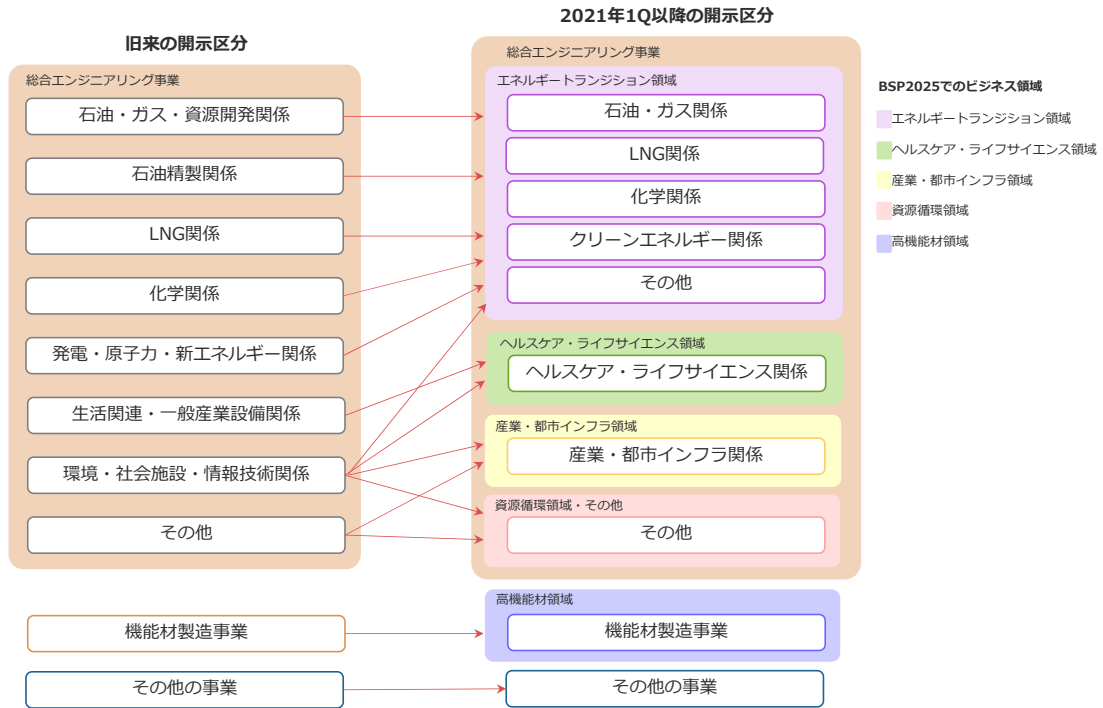 旧来の開示区分
総合エンジニアリング事業
石油・ガス・資源開発関係
石油精製関係
LNG関係
化学関係
発電・原子力・新エネルギー関係
生活関連・一般産業設備関係
環境・社会施設・情報技術関係
その他
機能材製造事業
その他の事業
2021年1Q以降の開示区分
総合エンジニアリング事業
エネルギートランジション領域
石油・ガス関係
LNG関係
化学関係
クリーンエネルギー関係
その他
ヘルスケア・ライフサイエンス領域
ヘルスケア・ライフサイエンス関係
産業・都市インフラ領域
産業・都市インフラ関係
資源循環領域・その他
その他
高機能材領域
機能材製造事業
その他の事業
BSP2025でのビジネス領域
エネルギートランジション領域
ヘルスケア・ライフサイエンス領域
産業・都市インフラ領域
資源循環領域
高機能材領域